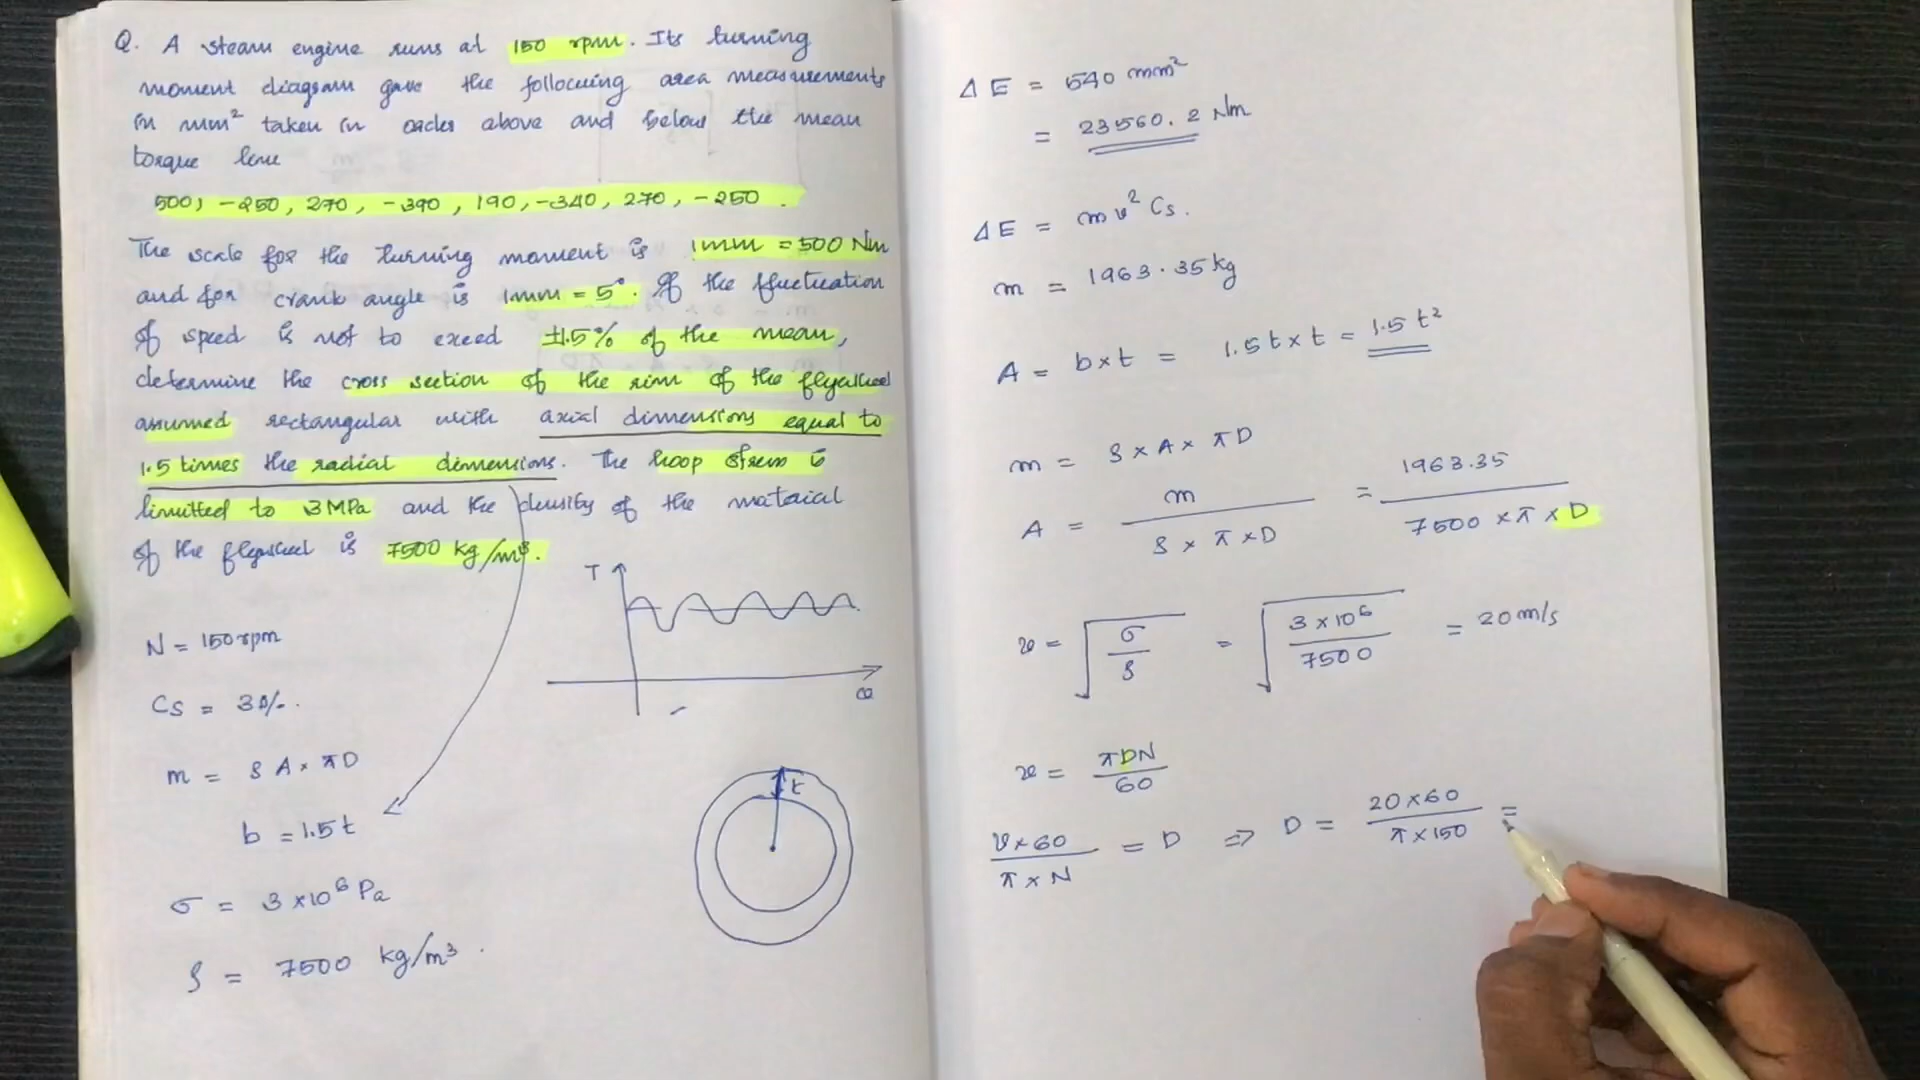 Q. A steam engine runs at 150 rpm. Its turning
moment diagram gave the following area measurements
in mm² taken in order above and below the mean
torque line
500, -250, 270, -390, 190, -340, 270, -250.
The scale for the turning moment is 1mm = 500 Nm
and for crank angle is 1mm = 5°. If the fluctuation
of speed is not to exceed ±1.5% of the mean,
determine the cross section of the rim of the flywheel
assumed rectangular with axial dimensions equal to
1.5 times the radial dimensions. The hoop stress is
limitted to 3 MPa and the density of the material
of the flywheel is 7500 kg/m³.
T
θ
N = 150 rpm
Cs = 3%.
m = ρ A × πD
t
b = 1.5t
σ = 3 × 10⁶ Pa
ρ = 7500 kg/m³.
ΔE = 540 mm²
= 23560.2 Nm
ΔE = mv² Cs.
m = 1963.35 kg
A = b × t = 1.5t × t = 1.5 t²
m = ρ × A × πD
A = m / ρ × π × D = 1963.35 / 7500 × π × D
v = √σ/ρ = √3 × 10⁶/7500 = 20 m/s
v = πDN / 60
v × 60 / π × N = D ⇒ D = 20 × 60 / π × 150 =